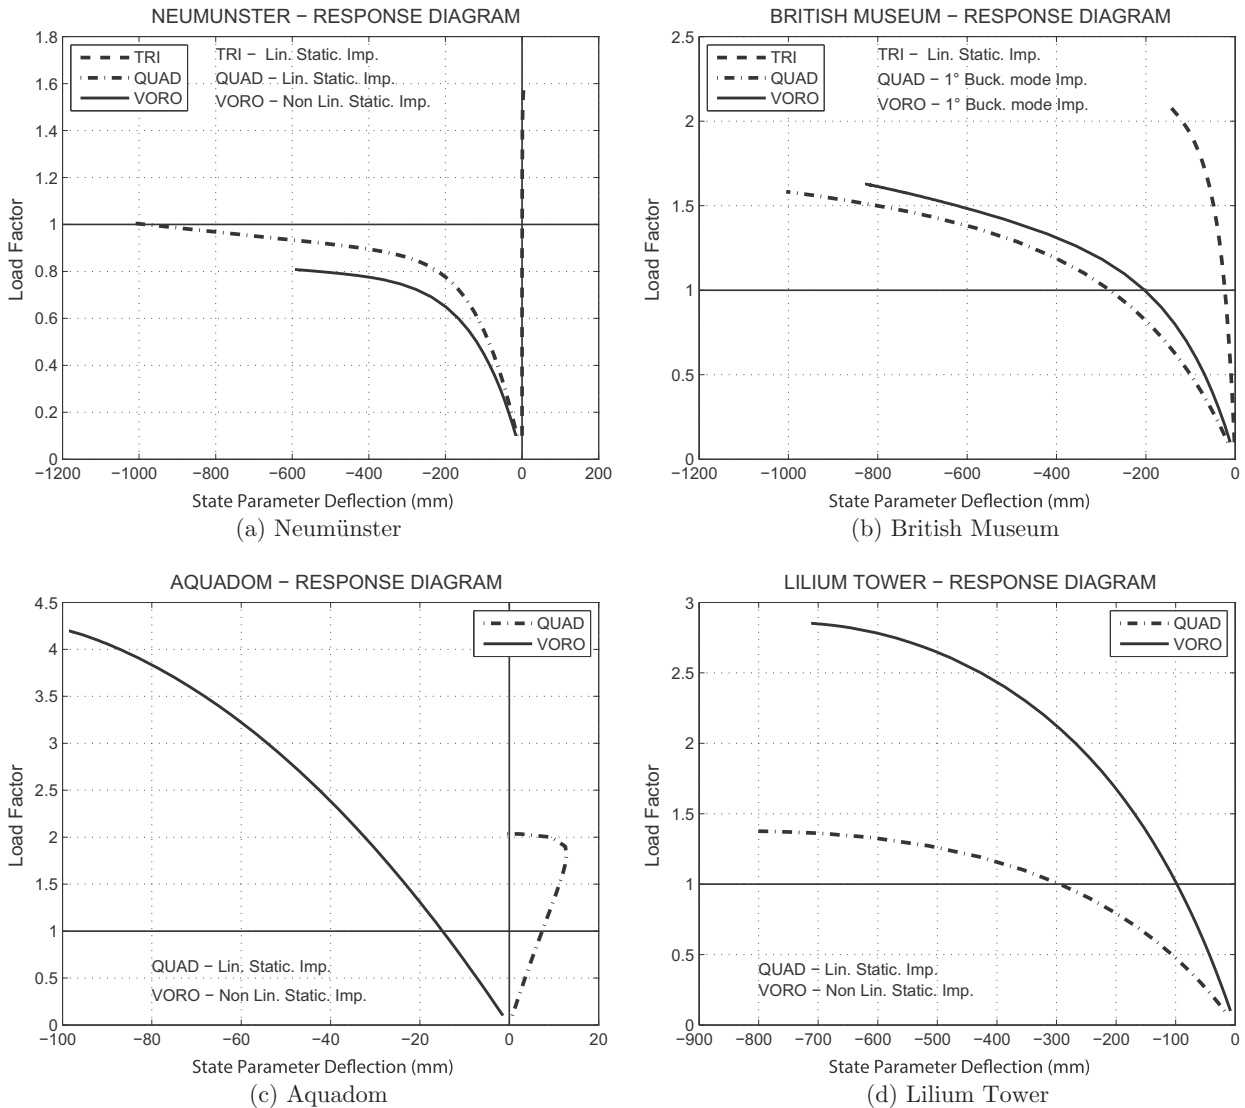 NEUMUNSTER − RESPONSE DIAGRAM
1.8
1.6
1.4
1.2
1
0.8
0.6
0.4
0.2
0
Load Factor
TRI
QUAD
VORO
TRI − Lin. Static. Imp.
QUAD − Lin. Static. Imp.
VORO − Non Lin. Static. Imp.
−1200 −1000 −800 −600 −400 −200 0 200
State Parameter Deflection (mm)
(a) Neumünster
BRITISH MUSEUM − RESPONSE DIAGRAM
2.5
2
1.5
1
0.5
0
Load Factor
TRI
QUAD
VORO
TRI − Lin. Static. Imp.
QUAD − 1° Buck. mode Imp.
VORO − 1° Buck. mode Imp.
−1200 −1000 −800 −600 −400 −200 0
State Parameter Deflection (mm)
(b) British Museum
AQUADOM − RESPONSE DIAGRAM
4.5
4
3.5
3
2.5
2
1.5
1
0.5
0
Load Factor
QUAD
VORO
QUAD − Lin. Static. Imp.
VORO − Non Lin. Static. Imp.
−100 −80 −60 −40 −20 0 20
State Parameter Deflection (mm)
(c) Aquadom
LILIUM TOWER − RESPONSE DIAGRAM
3
2.5
2
1.5
1
0.5
0
Load Factor
QUAD
VORO
QUAD − Lin. Static. Imp.
VORO − Non Lin. Static. Imp.
−900 −800 −700 −600 −500 −400 −300 −200 −100 0
State Parameter Deflection (mm)
(d) Lilium Tower